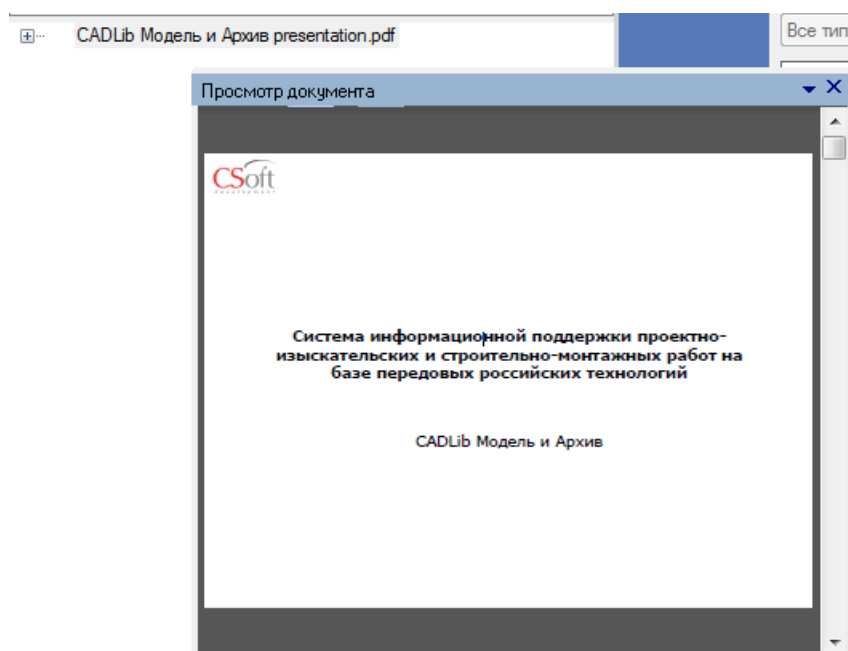 CADLib Модель и Архив presentation.pdf
Все тип
Просмотр документа
CSoft
development
Система информационной поддержки проектно-
изыскательских и строительно-монтажных работ на
базе передовых российских технологий
CADLib Модель и Архив